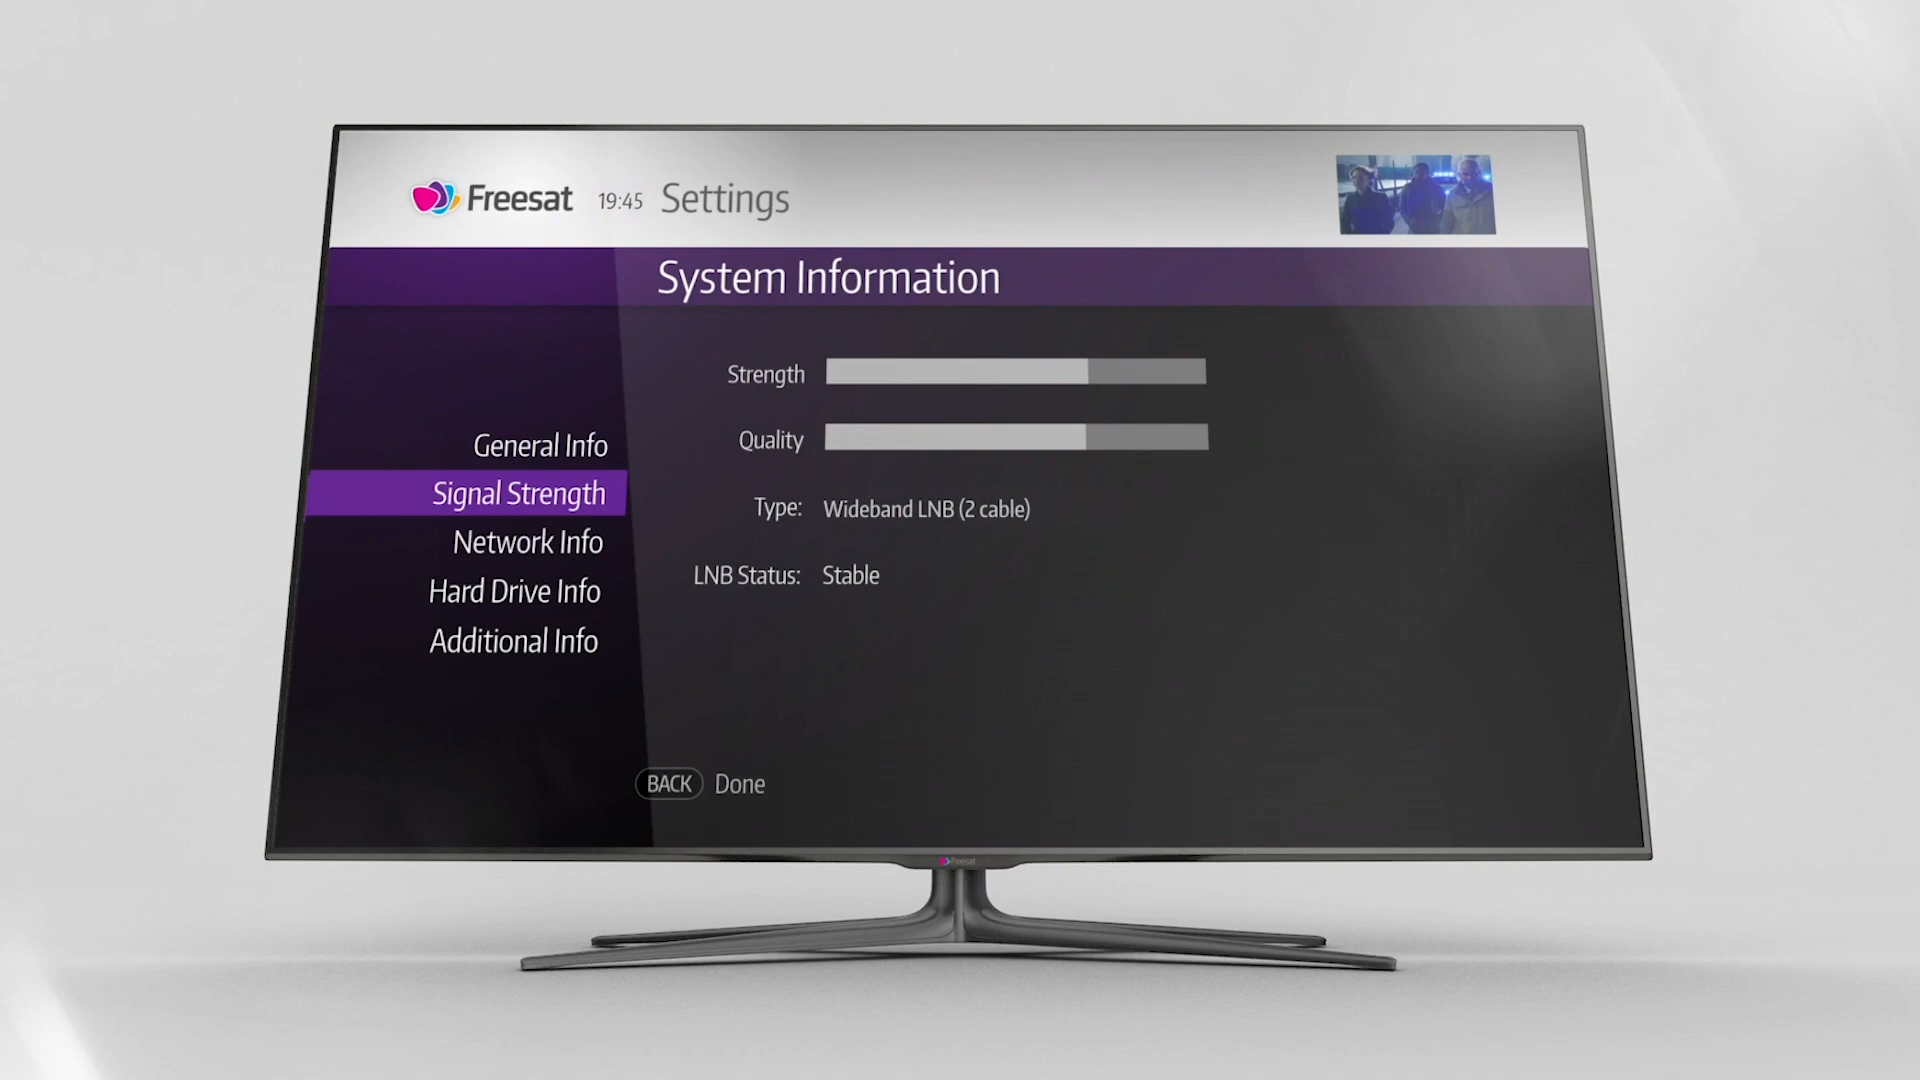 Freesat 19:45 Settings
System Information
Strength
Quality
Type: Wideband LNB (2 cable)
LNB Status: Stable
General Info
Signal Strength
Network Info
Hard Drive Info
Additional Info
BACK Done
Freesat